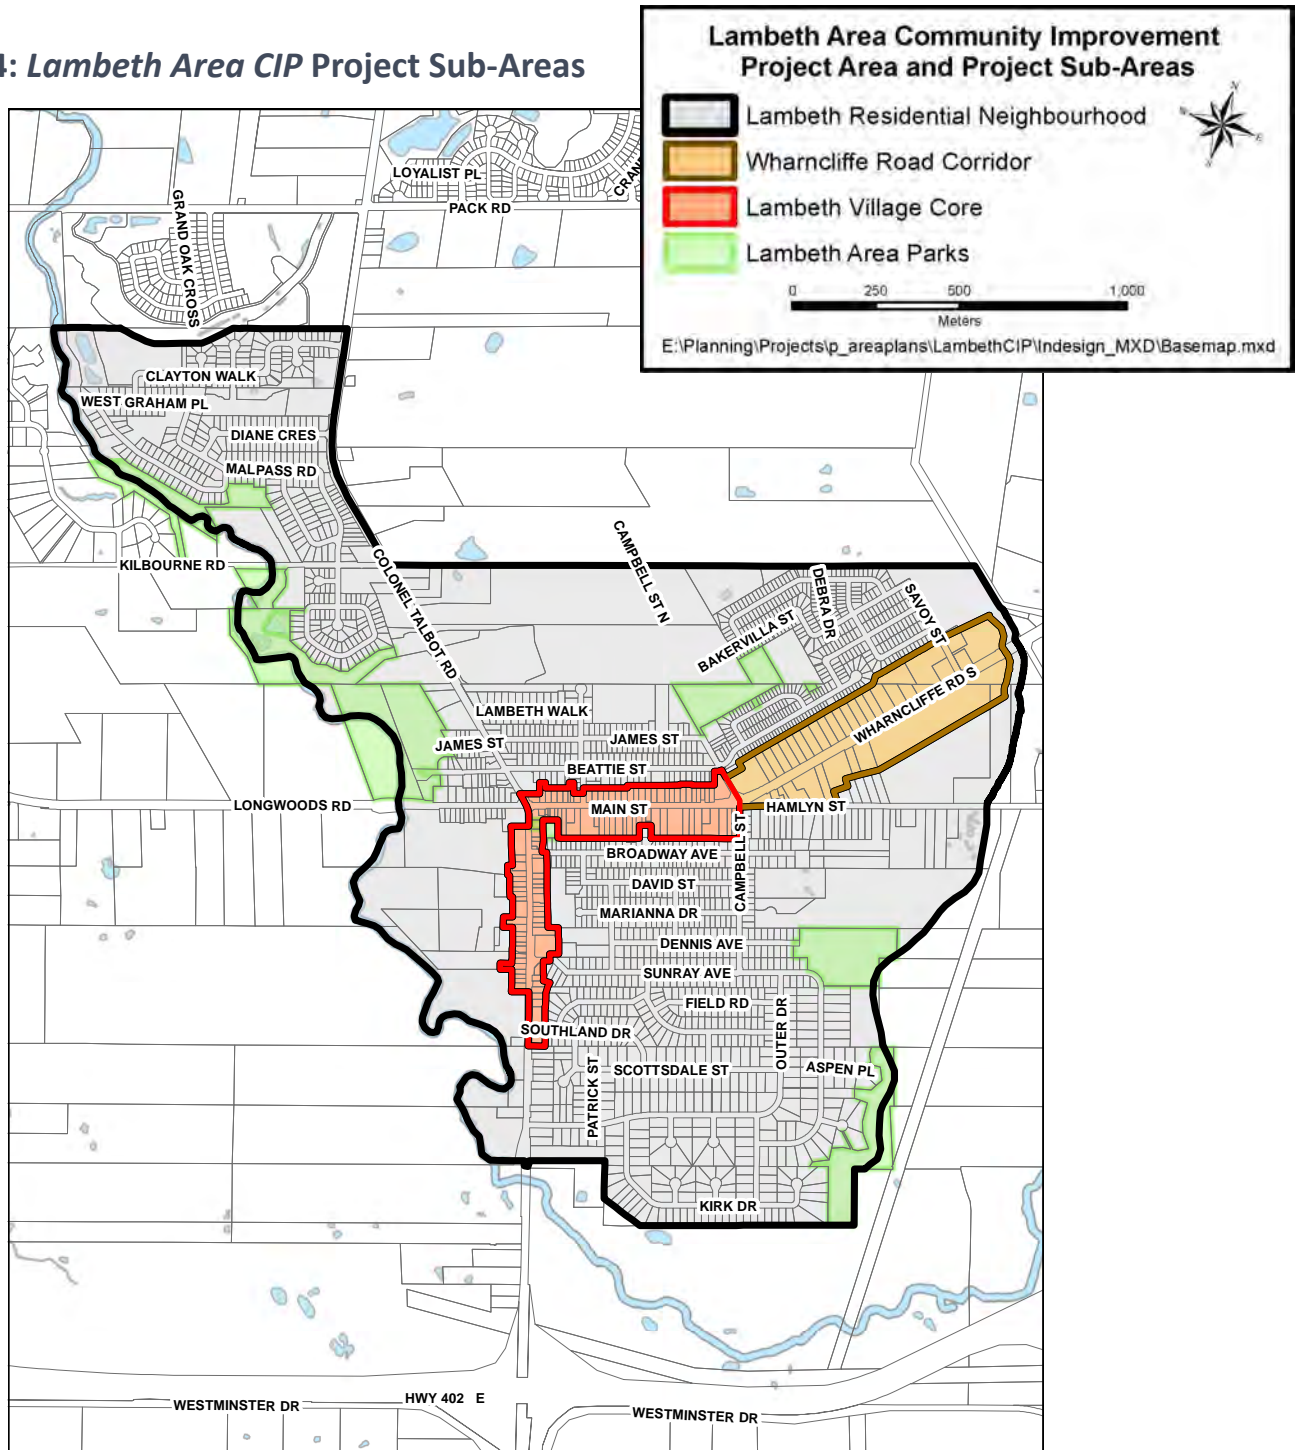 4: Lambeth Area CIP Project Sub-Areas
Lambeth Area Community Improvement
Project Area and Project Sub-Areas
Lambeth Residential Neighbourhood
Wharncliffe Road Corridor
Lambeth Village Core
Lambeth Area Parks
N
W
E
S
0 250 500 1,000
Meters
E:\Planning\Projects\p_areaplans\LambethCIP\Indesign_MXD\Basemap.mxd
LOYALIST PL
CRAN
PACK RD
GRAND OAK CROSS
CLAYTON WALK
WEST GRAHAM PL
DIANE CRES
MALPASS RD
KILBOURNE RD
COLONEL TALBOT RD
CAMPBELL ST N
DEBRA DR
SAVOY ST
BAKERVILLA ST
WHARNCLIFFE RD S
LAMBETH WALK
JAMES ST
JAMES ST
BEATTIE ST
LONGWOODS RD
MAIN ST
HAMLYN ST
BROADWAY AVE
CAMPBELL ST
DAVID ST
MARIANNA DR
DENNIS AVE
SUNRAY AVE
FIELD RD
OUTER DR
SOUTHLAND DR
SCOTTSDALE ST
ASPEN PL
PATRICK ST
KIRK DR
HWY 402 E
WESTMINSTER DR
WESTMINSTER DR